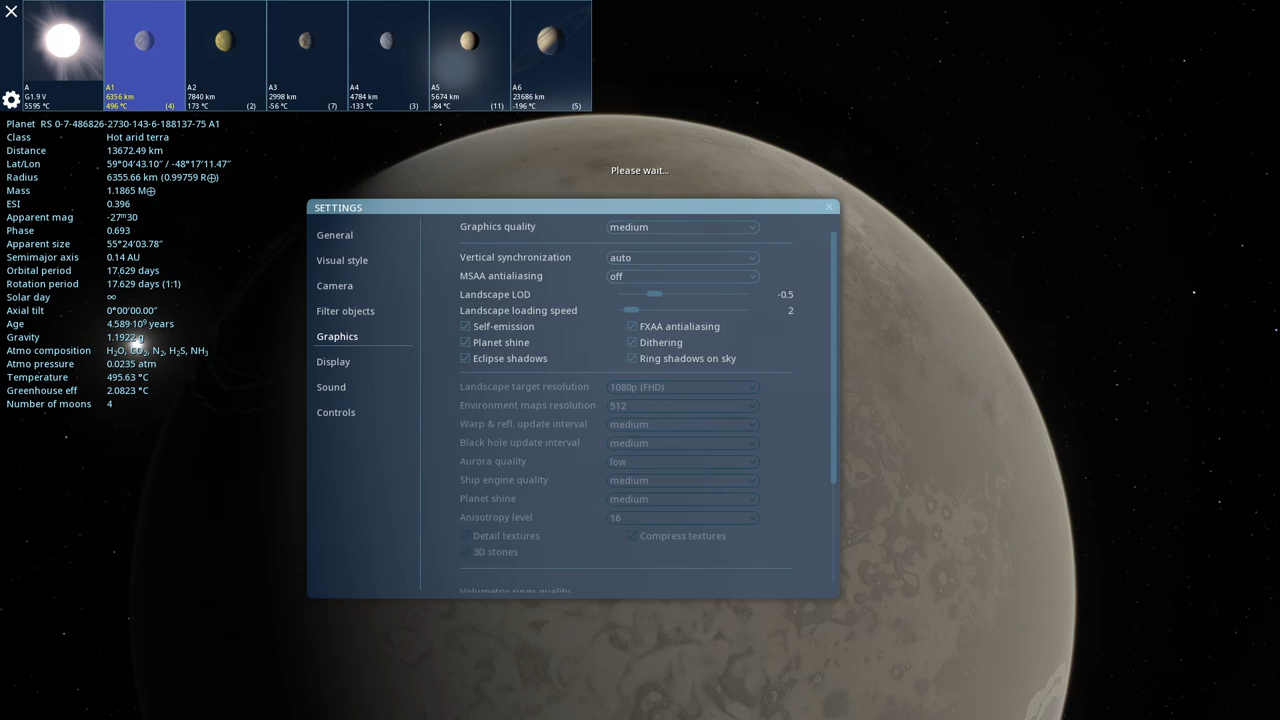 A
G1.9 V
5595 °C
A1
6356 km
496 °C (4)
A2
7840 km
173 °C (2)
A3
2998 km
-56 °C (7)
A4
4784 km
-133 °C (3)
A5
5674 km
-84 °C (11)
A6
23686 km
-196 °C (5)
Planet RS 0-7-486826-2730-143-6-188137-75 A1
Class Hot arid terra
Distance 13672.49 km
Lat/Lon 59°04'43.10" / -48°17'11.47"
Radius 6355.66 km (0.99759 R⊕)
Mass 1.1865 M⊕
ESI 0.396
Apparent mag -27ᵐ30
Phase 0.693
Apparent size 55°24'03.78"
Semimajor axis 0.14 AU
Orbital period 17.629 days
Rotation period 17.629 days (1:1)
Solar day ∞
Axial tilt 0°00'00.00"
Age 4.589·10⁹ years
Gravity 1.1922 g
Atmo composition H₂O, CO₂, N₂, H₂S, NH₃
Atmo pressure 0.0235 atm
Temperature 495.63 °C
Greenhouse eff 2.0823 °C
Number of moons 4
Please wait...
SETTINGS
General
Visual style
Camera
Filter objects
Graphics
Display
Sound
Controls
Graphics quality medium
Vertical synchronization auto
MSAA antialiasing off
Landscape LOD -0.5
Landscape loading speed 2
Self-emission FXAA antialiasing
Planet shine Dithering
Eclipse shadows Ring shadows on sky
Landscape target resolution 1080p (FHD)
Environment maps resolution 512
Warp & refl. update interval medium
Black hole update interval medium
Aurora quality low
Ship engine quality medium
Planet shine medium
Anisotropy level 16
Detail textures Compress textures
3D stones
Volumetric rings quality